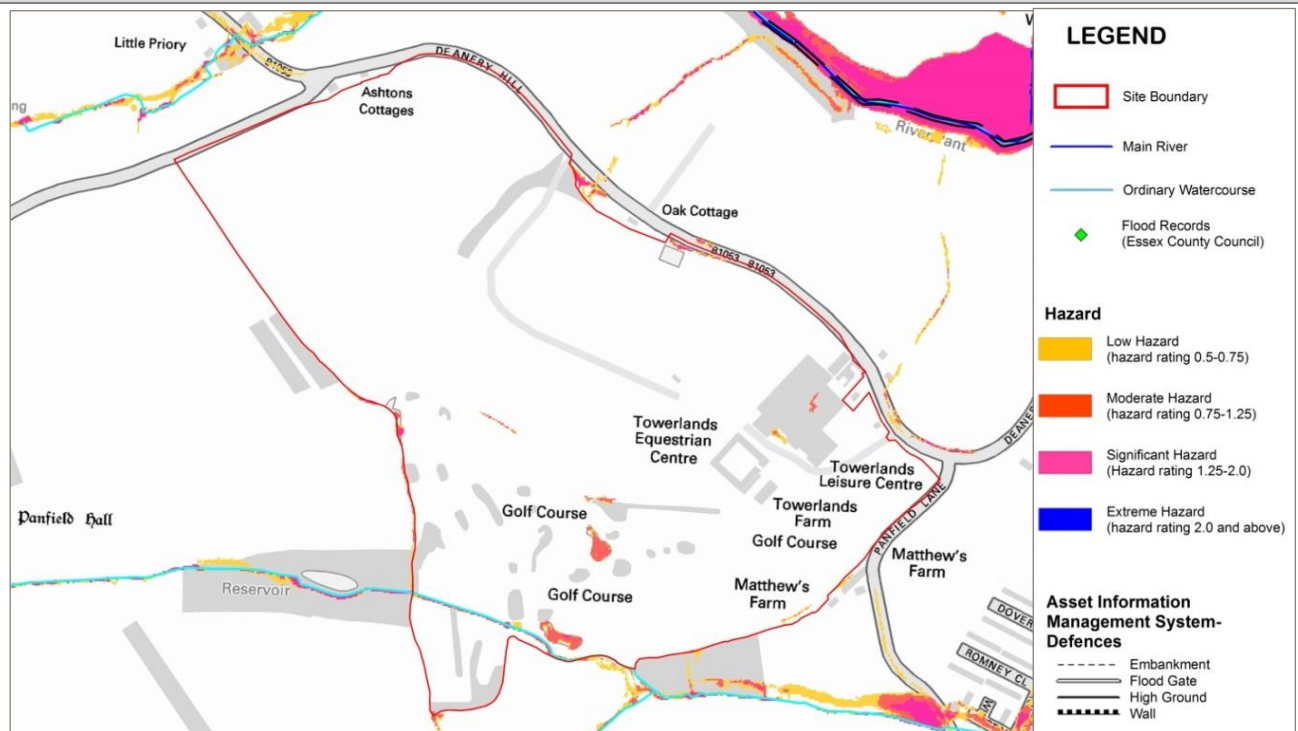 Little Priory
B1053
DEANERY HILL
Ashtons
Cottages
ng
River Pant
Oak Cottage
B1053 B1053
Towerlands
Equestrian
Centre
Towerlands
Leisure Centre
DEANER
Golf Course
Towerlands
Farm
Golf Course
PANFIELD LANE
Panfield Hall
Matthew's
Farm
Reservoir
Golf Course
Matthew's
Farm
DOVER
ROMNEY CL
LEGEND
Site Boundary
Main River
Ordinary Watercourse
Flood Records
(Essex County Council)
Hazard
Low Hazard
(hazard rating 0.5-0.75)
Moderate Hazard
(hazard rating 0.75-1.25)
Significant Hazard
(Hazard rating 1.25-2.0)
Extreme Hazard
(hazard rating 2.0 and above)
Asset Information
Management System-
Defences
Embankment
Flood Gate
High Ground
Wall